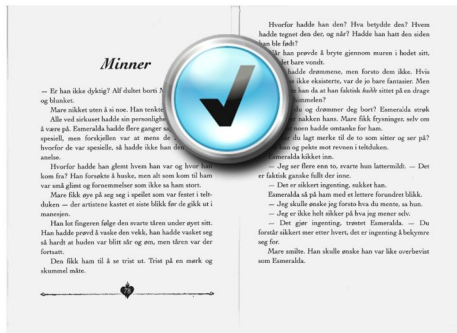 Minner
— Er han ikke dyktig? Alf dultet borti M
og blunket.
Mare nikket uten å si noe. Han tenkte
Alle ved sirkuset hadde sin personlighe
å være på. Esmeralda hadde flere ganger sa
spesiell, men forskjellen var at mens de
hvorfor de var spesielle, så hadde ikke han den
anelse.
Hvorfor hadde han glemt hvem han var og hvor han
kom fra? Han forsøkte å huske, men alt som kom til ham
var små glimt og fornemmelser som ikke sa ham stort.
Mare fikk øye på seg selv i speilet som var festet i telt-
duken — der artistene kastet et siste blikk før de gikk ut i
manesjen.
Han lot fingeren følge den svarte tåren under øyet sitt.
Han hadde prøvd å vaske den vekk, han hadde vasket seg
så hardt at huden var blitt sår og øm, men tåren var der
fortsatt.
Den fikk ham til å se trist ut. Trist på en mørk og
skummel måte.
Hvorfor hadde han den? Hva betydde den? Hvem
hadde tegnet den der, og når? Hadde han hatt den siden
han ble født?
Når han prøvde å bryte gjennom muren i hodet sitt,
det bare vondt.
hadde drømmene, men forsto dem ikke. Hvis
ikke eksisterte, var de jo bare fantasier. Men
han da at han faktisk hadde sittet på en drage
himmelen?
du og drømmer deg bort? Esmeralda strøk
nakken hans. Mare fikk frysninger, selv om
noen hadde omtanke for ham.
du lagt merke til de to som sitter og ser på?
han og pekte mot revnen i teltduken.
Esmeralda kikket inn.
— Jeg ser flere enn to, svarte hun lattermildt. — Det
er faktisk ganske fullt der inne.
— Det er sikkert ingenting, sukket han.
Esmeralda så på ham med et lettere forundret blikk.
— Jeg skulle ønske jeg forsto hva du mente, sa hun.
— Jeg er ikke helt sikker på hva jeg mener selv.
— Det gjør ingenting, trøstet Esmeralda. — Du
forstår sikkert mer etter hvert, det er ingenting å bekymre
seg for.
Mare smilte. Han skulle ønske han var like overbevist
som Esmeralda.